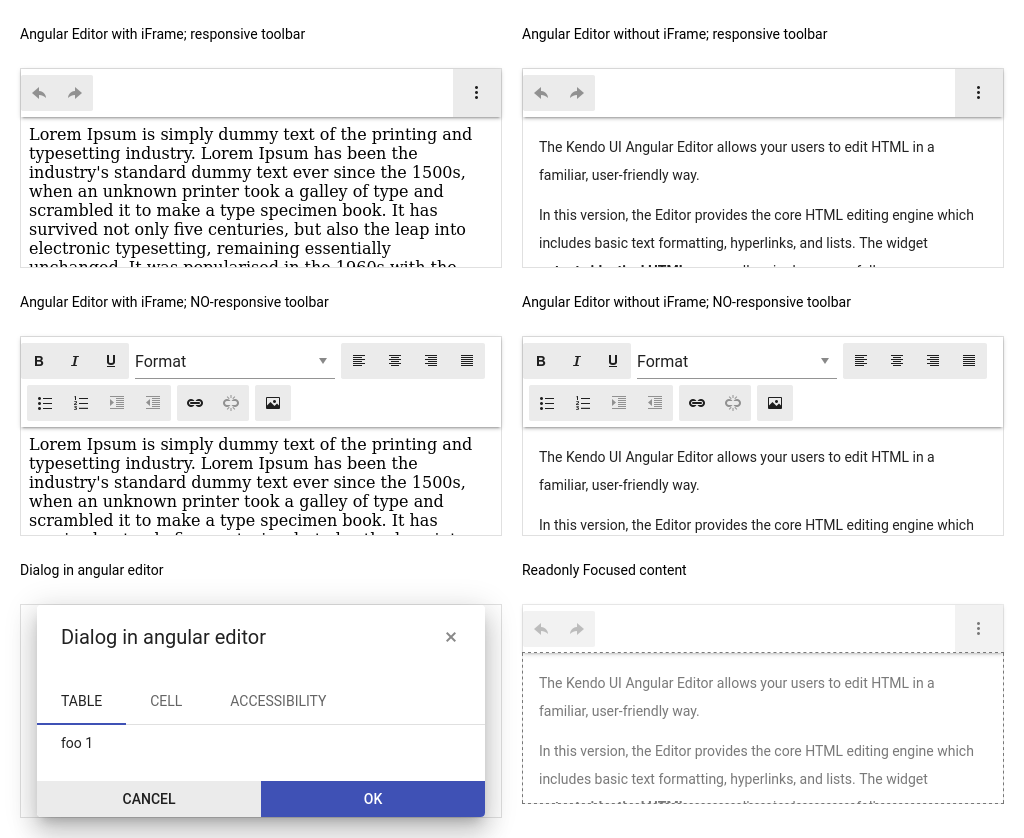 Angular Editor with iFrame; responsive toolbar
Lorem Ipsum is simply dummy text of the printing and
typesetting industry. Lorem Ipsum has been the
industry's standard dummy text ever since the 1500s,
when an unknown printer took a galley of type and
scrambled it to make a type specimen book. It has
survived not only five centuries, but also the leap into
electronic typesetting, remaining essentially
unchanged. It was popularised in the 1960s with the
Angular Editor without iFrame; responsive toolbar
The Kendo UI Angular Editor allows your users to edit HTML in a
familiar, user-friendly way.
In this version, the Editor provides the core HTML editing engine which
includes basic text formatting, hyperlinks, and lists. The widget
Angular Editor with iFrame; NO-responsive toolbar
B I U Format
Lorem Ipsum is simply dummy text of the printing and
typesetting industry. Lorem Ipsum has been the
industry's standard dummy text ever since the 1500s,
when an unknown printer took a galley of type and
scrambled it to make a type specimen book. It has
Angular Editor without iFrame; NO-responsive toolbar
B I U Format
The Kendo UI Angular Editor allows your users to edit HTML in a
familiar, user-friendly way.
In this version, the Editor provides the core HTML editing engine which
Dialog in angular editor
Dialog in angular editor
TABLE CELL ACCESSIBILITY
foo 1
CANCEL OK
Readonly Focused content
The Kendo UI Angular Editor allows your users to edit HTML in a
familiar, user-friendly way.
In this version, the Editor provides the core HTML editing engine which
includes basic text formatting, hyperlinks, and lists. The widget